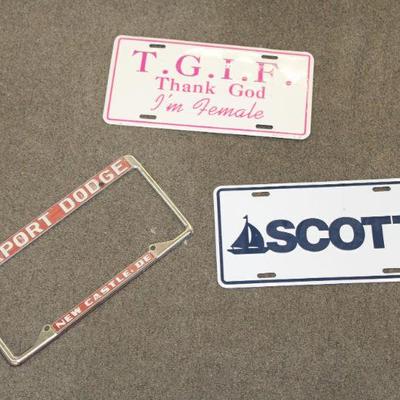 T.G.I.F.
Thank God
I'm Female
PORT DODGE
NEW CASTLE, DE
SCOTT